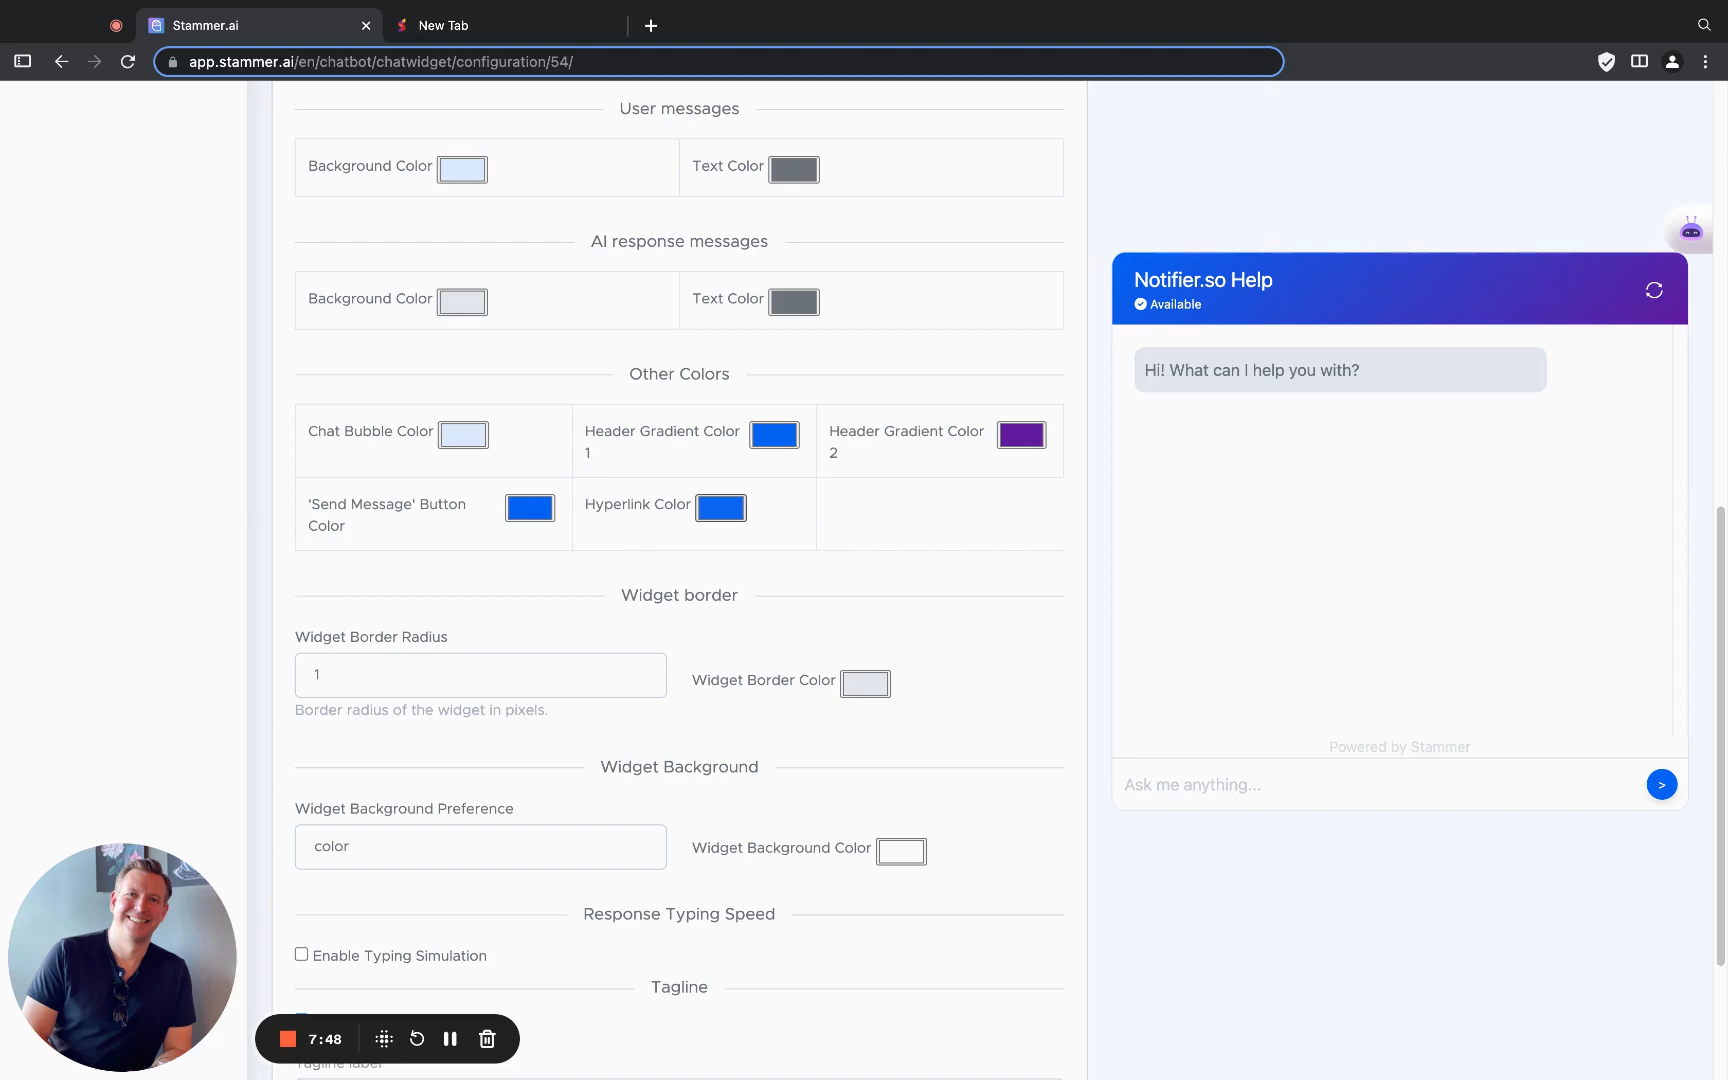 Stammer.ai
New Tab
app.stammer.ai/en/chatbot/chatwidget/configuration/54/
User messages
Background Color
Text Color
AI response messages
Background Color
Text Color
Other Colors
Chat Bubble Color
Header Gradient Color
1
Header Gradient Color
2
'Send Message' Button
Color
Hyperlink Color
Widget border
Widget Border Radius
1
Widget Border Color
Border radius of the widget in pixels.
Widget Background
Widget Background Preference
color
Widget Background Color
Response Typing Speed
Enable Typing Simulation
Tagline
7:48
Tagline label
Notifier.so Help
Available
Hi! What can I help you with?
Powered by Stammer
Ask me anything...
>